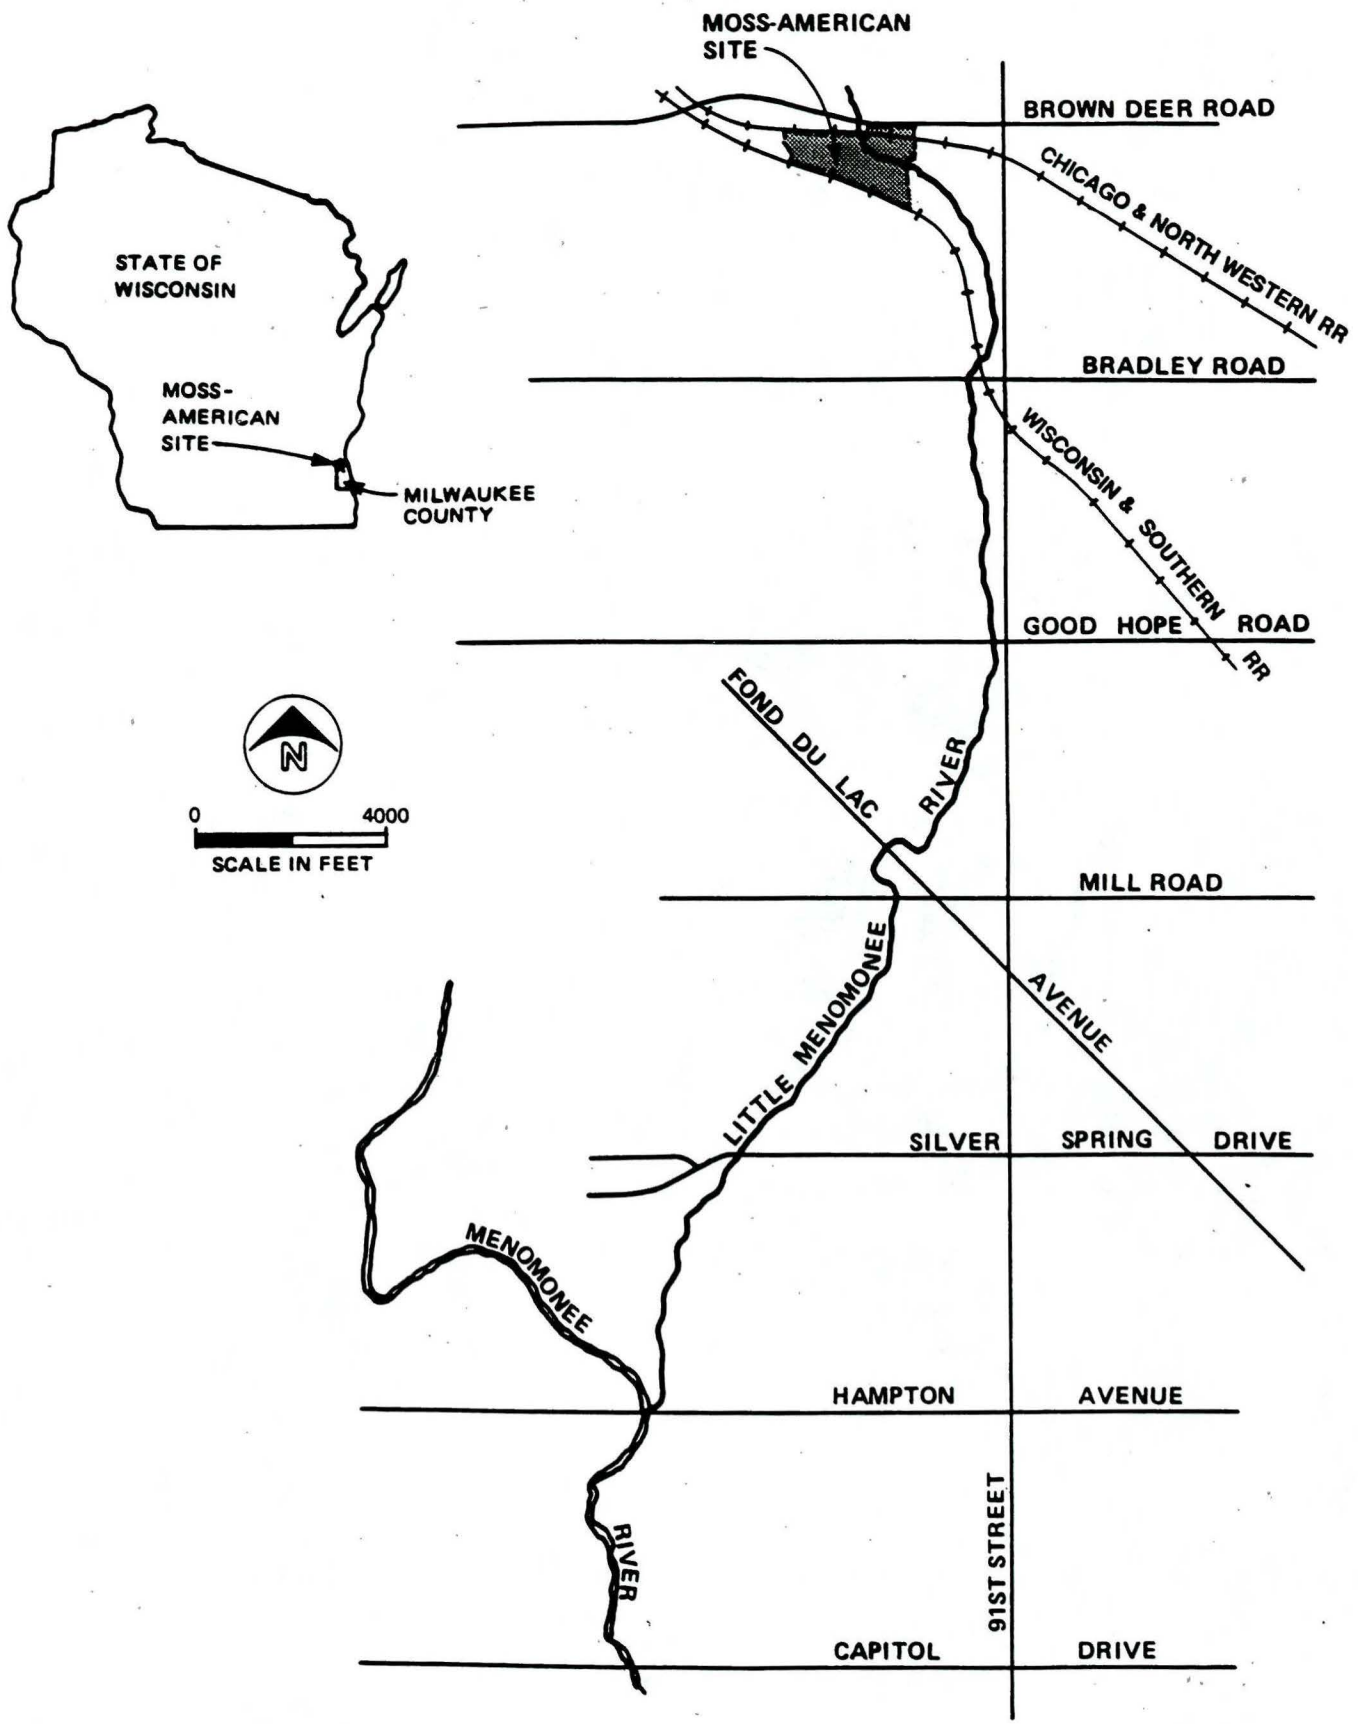 MOSS-AMERICAN
SITE
BROWN DEER ROAD
CHICAGO & NORTH WESTERN RR
STATE OF
WISCONSIN
BRADLEY ROAD
MOSS-
AMERICAN
SITE
WISCONSIN & SOUTHERN RR
MILWAUKEE
COUNTY
GOOD HOPE ROAD
FOND DU LAC AVENUE
N
0 4000
SCALE IN FEET
MILL ROAD
LITTLE MENOMONEE RIVER
SILVER SPRING DRIVE
MENOMONEE RIVER
HAMPTON AVENUE
91ST STREET
CAPITOL DRIVE